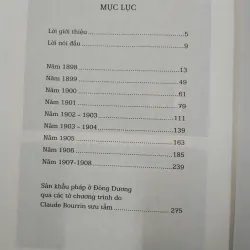 MỤC LỤC
Lời giới thiệu........................................5
Lời nói đầu...........................................9
Năm 1898............................................13
Năm 1899............................................49
Năm 1900............................................61
Năm 1901............................................79
Năm 1902 – 1903..................................111
Năm 1903 – 1904..................................139
Năm 1905...........................................163
Năm 1906...........................................185
Năm 1907-1908....................................239
Sân khấu pháp ở Đông Dương
qua các tờ chương trình do
Claude Bourrin sưu tầm..........................275